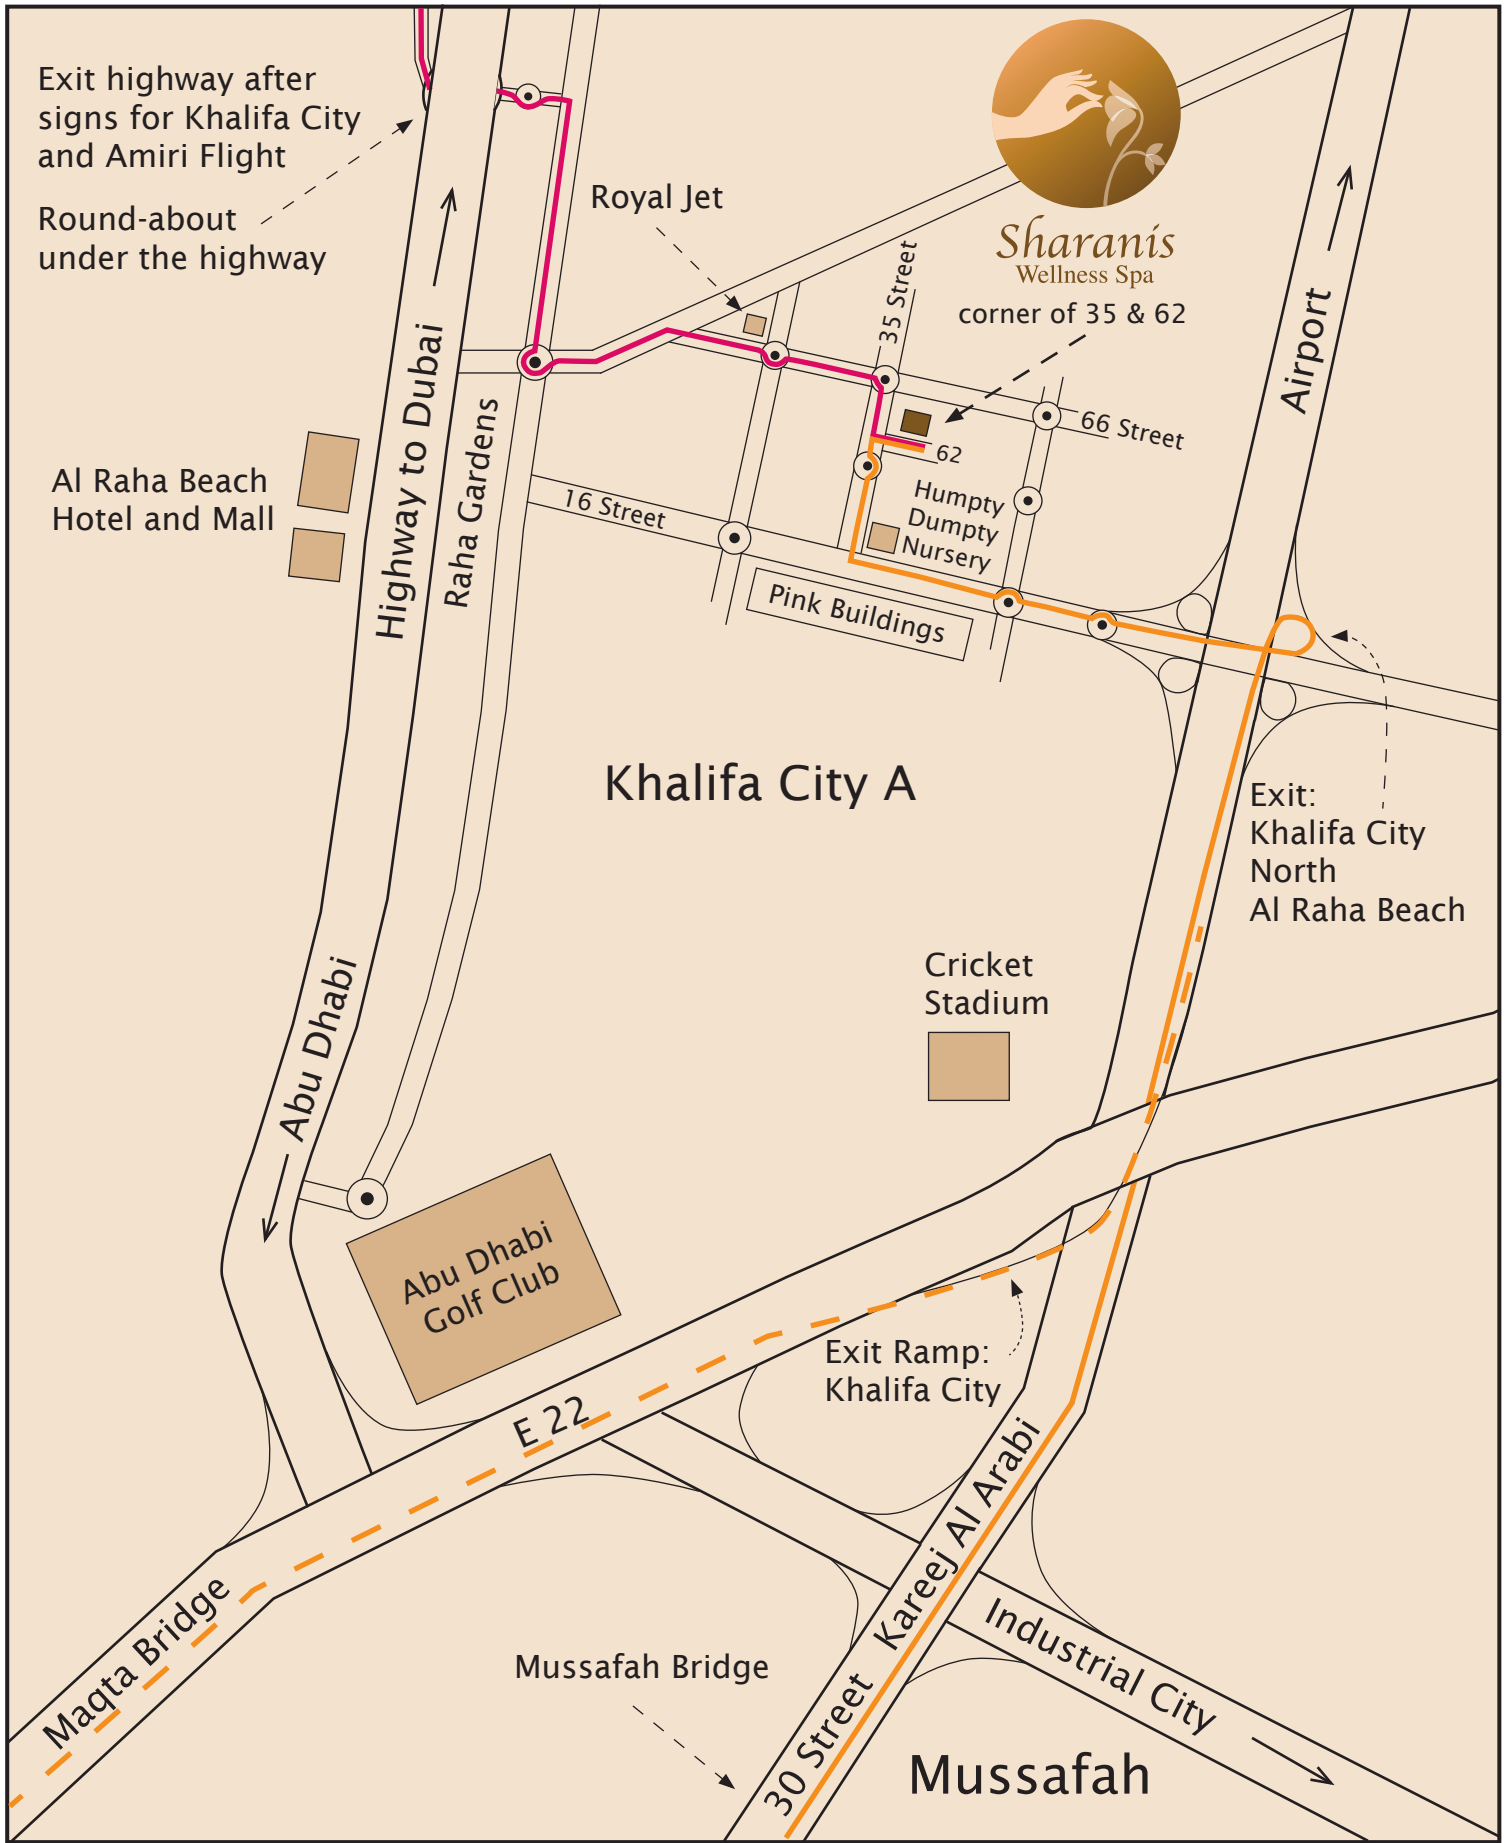 Exit highway after
signs for Khalifa City
and Amiri Flight
Round-about
under the highway
Royal Jet
Sharanis
Wellness Spa
corner of 35 & 62
35 Street
Airport
66 Street
62
Highway to Dubai
Raha Gardens
Al Raha Beach
Hotel and Mall
16 Street
Humpty
Dumpty
Nursery
Pink Buildings
Khalifa City A
Exit:
Khalifa City
North
Al Raha Beach
Cricket
Stadium
Abu Dhabi
Abu Dhabi
Golf Club
Exit Ramp:
Khalifa City
E 22
Kareej Al Arabi
Maqta Bridge
Industrial City
Mussafah Bridge
30 Street
Mussafah